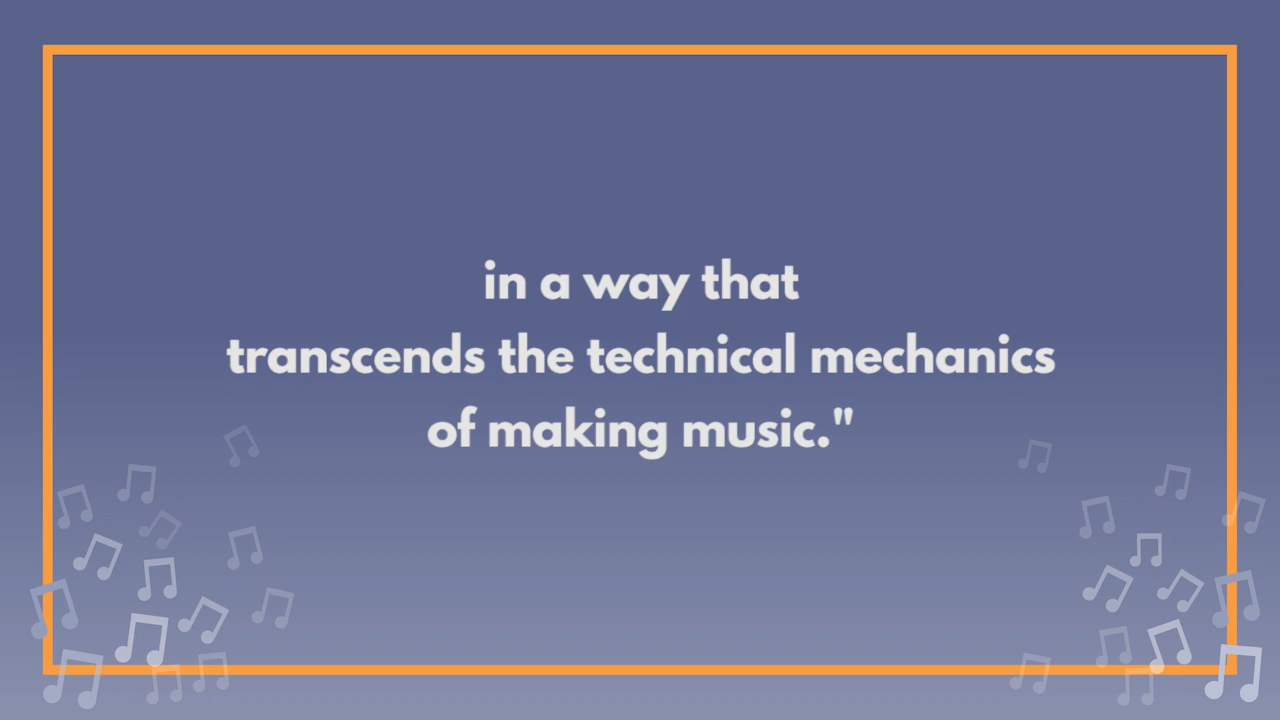 in a way that
transcends the technical mechanics
of making music."